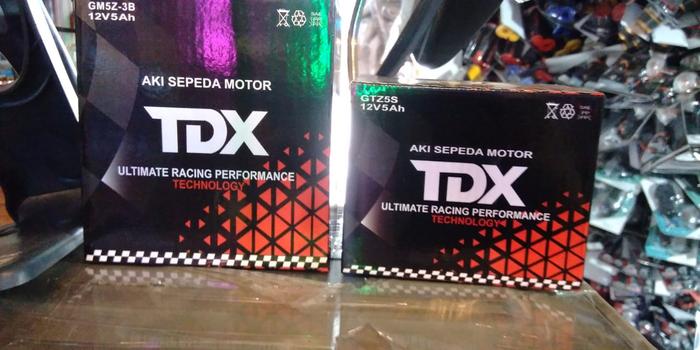 GM5Z-3B
12V5Ah
AKI SEPEDA MOTOR
TDX
ULTIMATE RACING PERFORMANCE
TECHNOLOGY
GTZ5S
12V5Ah
AKI SEPEDA MOTOR
TDX
ULTIMATE RACING PERFORMANCE
TECHNOLOGY